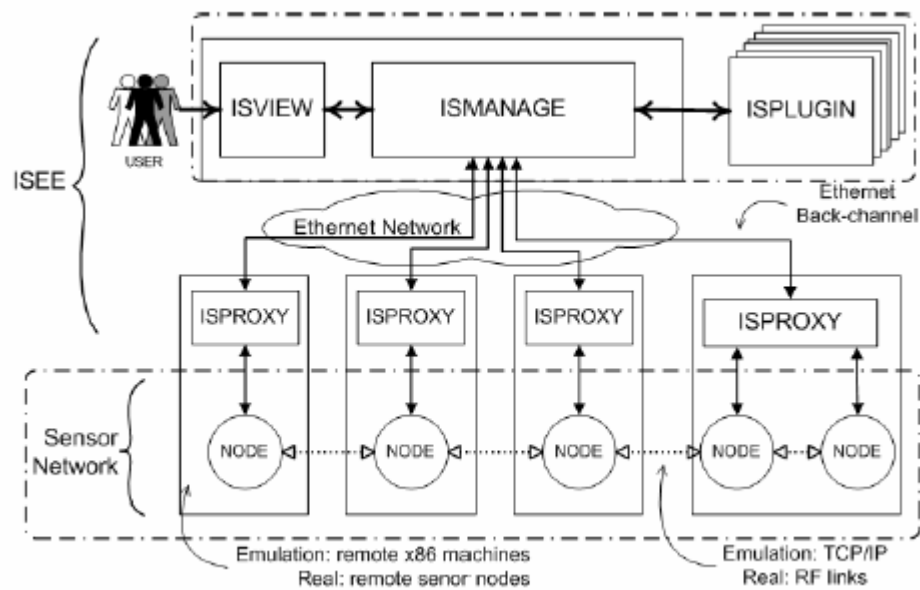 ISVIEW
ISMANAGE
ISPLUGIN
USER
ISEE
Ethernet
Back-channel
Ethernet Network
ISPROXY
ISPROXY
ISPROXY
ISPROXY
Sensor
Network
NODE
NODE
NODE
NODE
NODE
Emulation: remote x86 machines
Real: remote senor nodes
Emulation: TCP/IP
Real: RF links